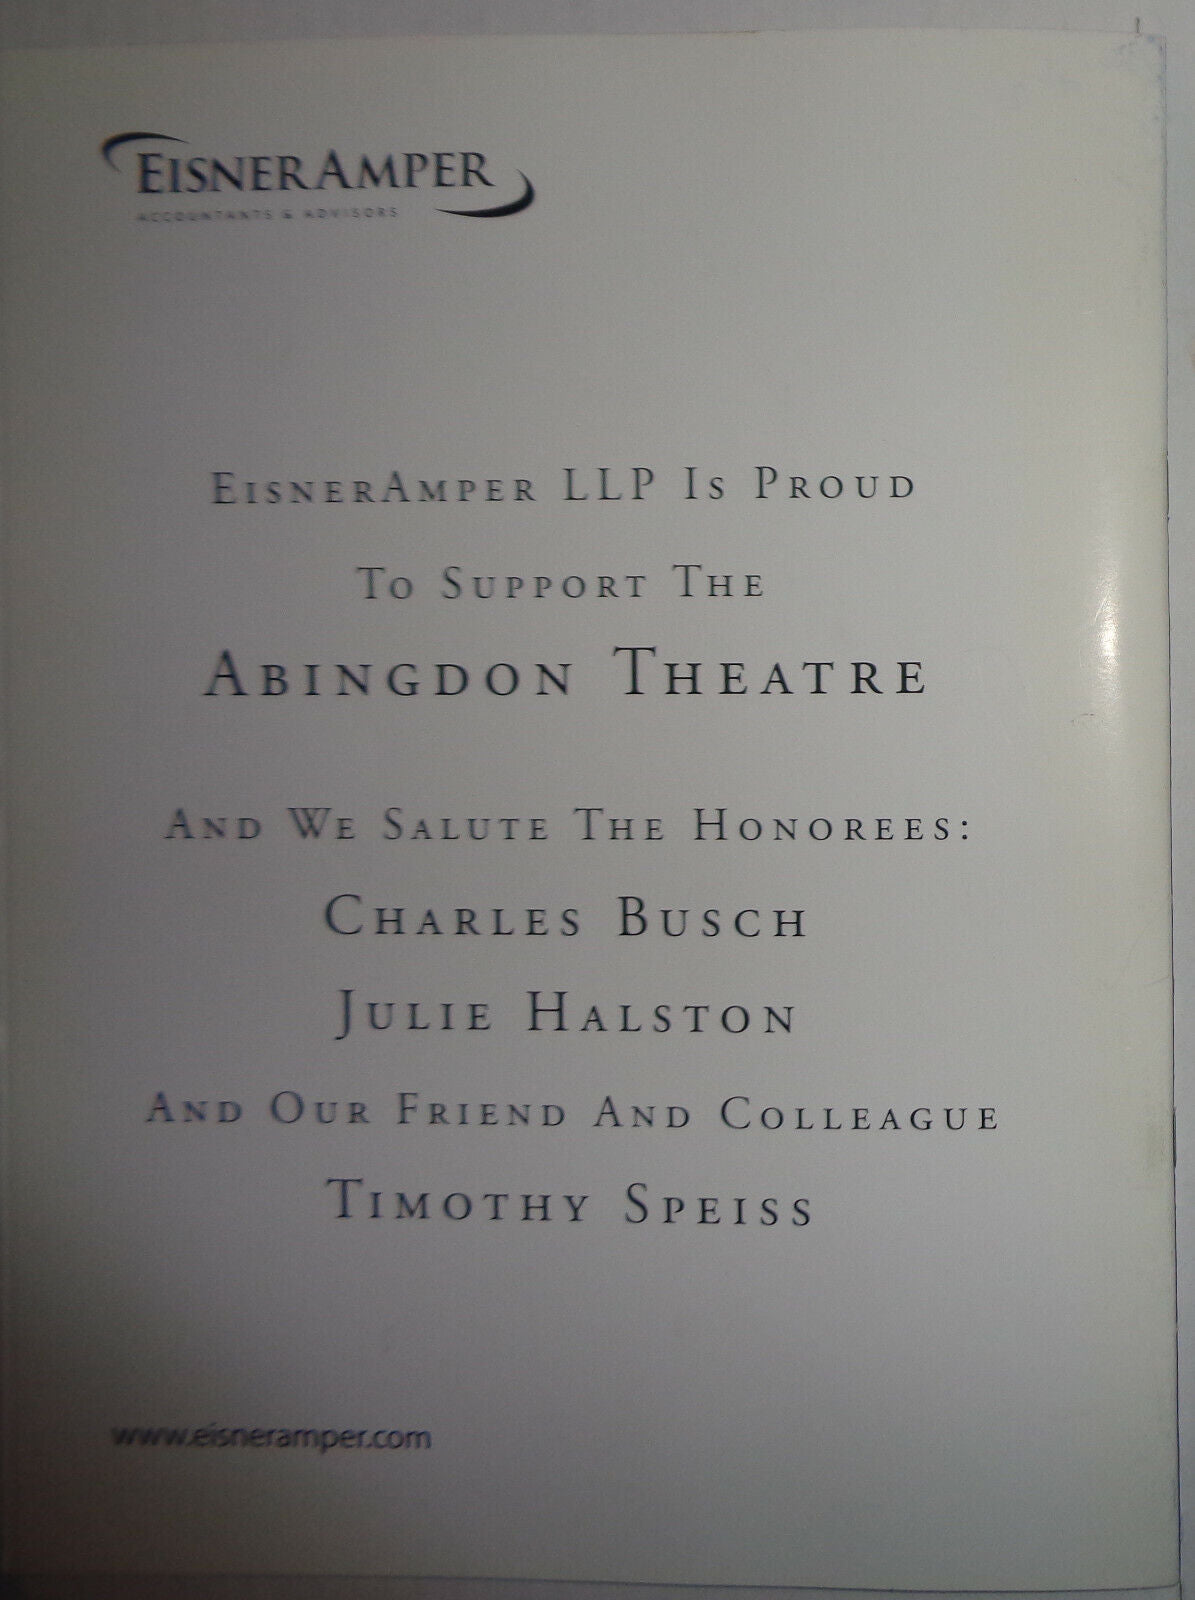 EISNERAMPER
ACCOUNTANTS & ADVISORS
EISNERAMPER LLP IS PROUD
TO SUPPORT THE
ABINGDON THEATRE
AND WE SALUTE THE HONOREES:
CHARLES BUSCH
JULIE HALSTON
AND OUR FRIEND AND COLLEAGUE
TIMOTHY SPEISS
www.eisneramper.com